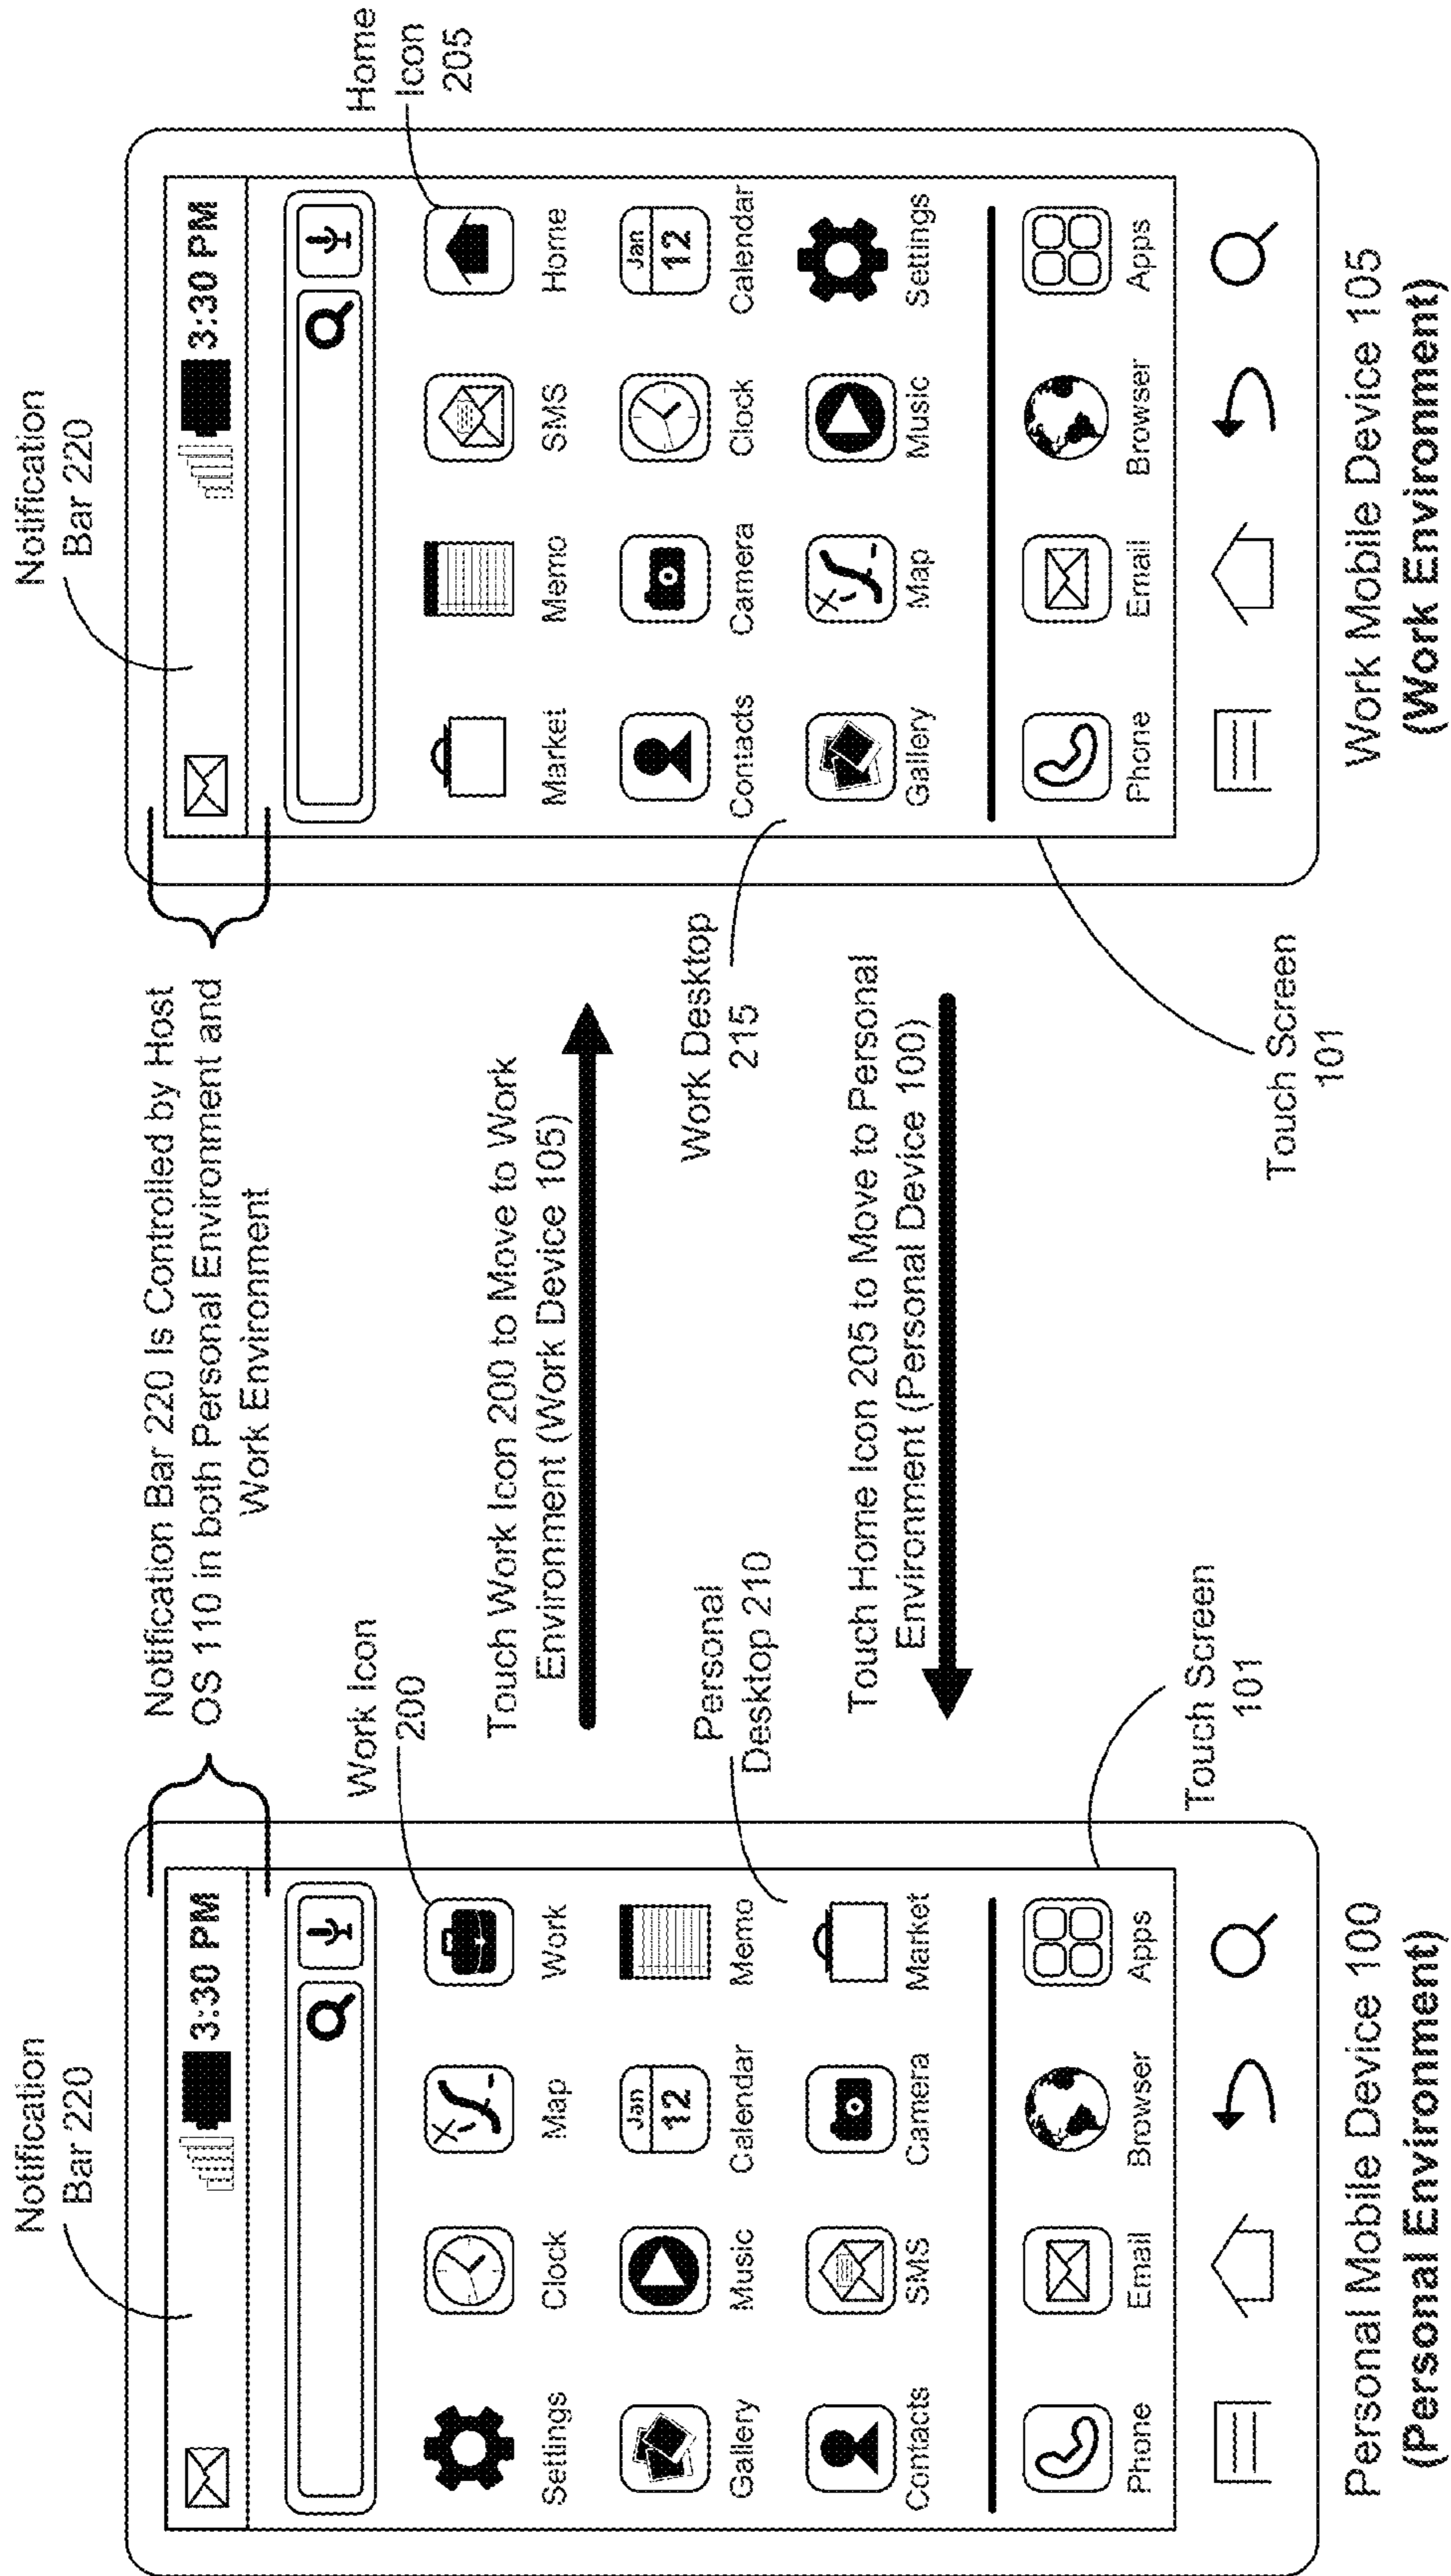 Notification
Bar 220
3:30 PM
Settings
Clock
Map
Work
Gallery
Music
Jan
12
Calendar
Memo
Contacts
SMS
Camera
Market
Phone
Email
Browser
Apps
Personal Mobile Device 100
(Personal Environment)
Work Icon
200
Personal
Desktop 210
Touch Screen
101
Notification Bar 220 Is Controlled by Host
OS 110 in both Personal Environment and
Work Environment
Touch Work Icon 200 to Move to Work
Environment (Work Device 105)
Touch Home Icon 205 to Move to Personal
Environment (Personal Device 100)
Work Desktop
215
Touch Screen
101
Notification
Bar 220
3:30 PM
Home
Icon
205
Market
Memo
SMS
Home
Contacts
Camera
Clock
Jan
12
Calendar
Gallery
Map
Music
Settings
Phone
Email
Browser
Apps
Work Mobile Device 105
(Work Environment)